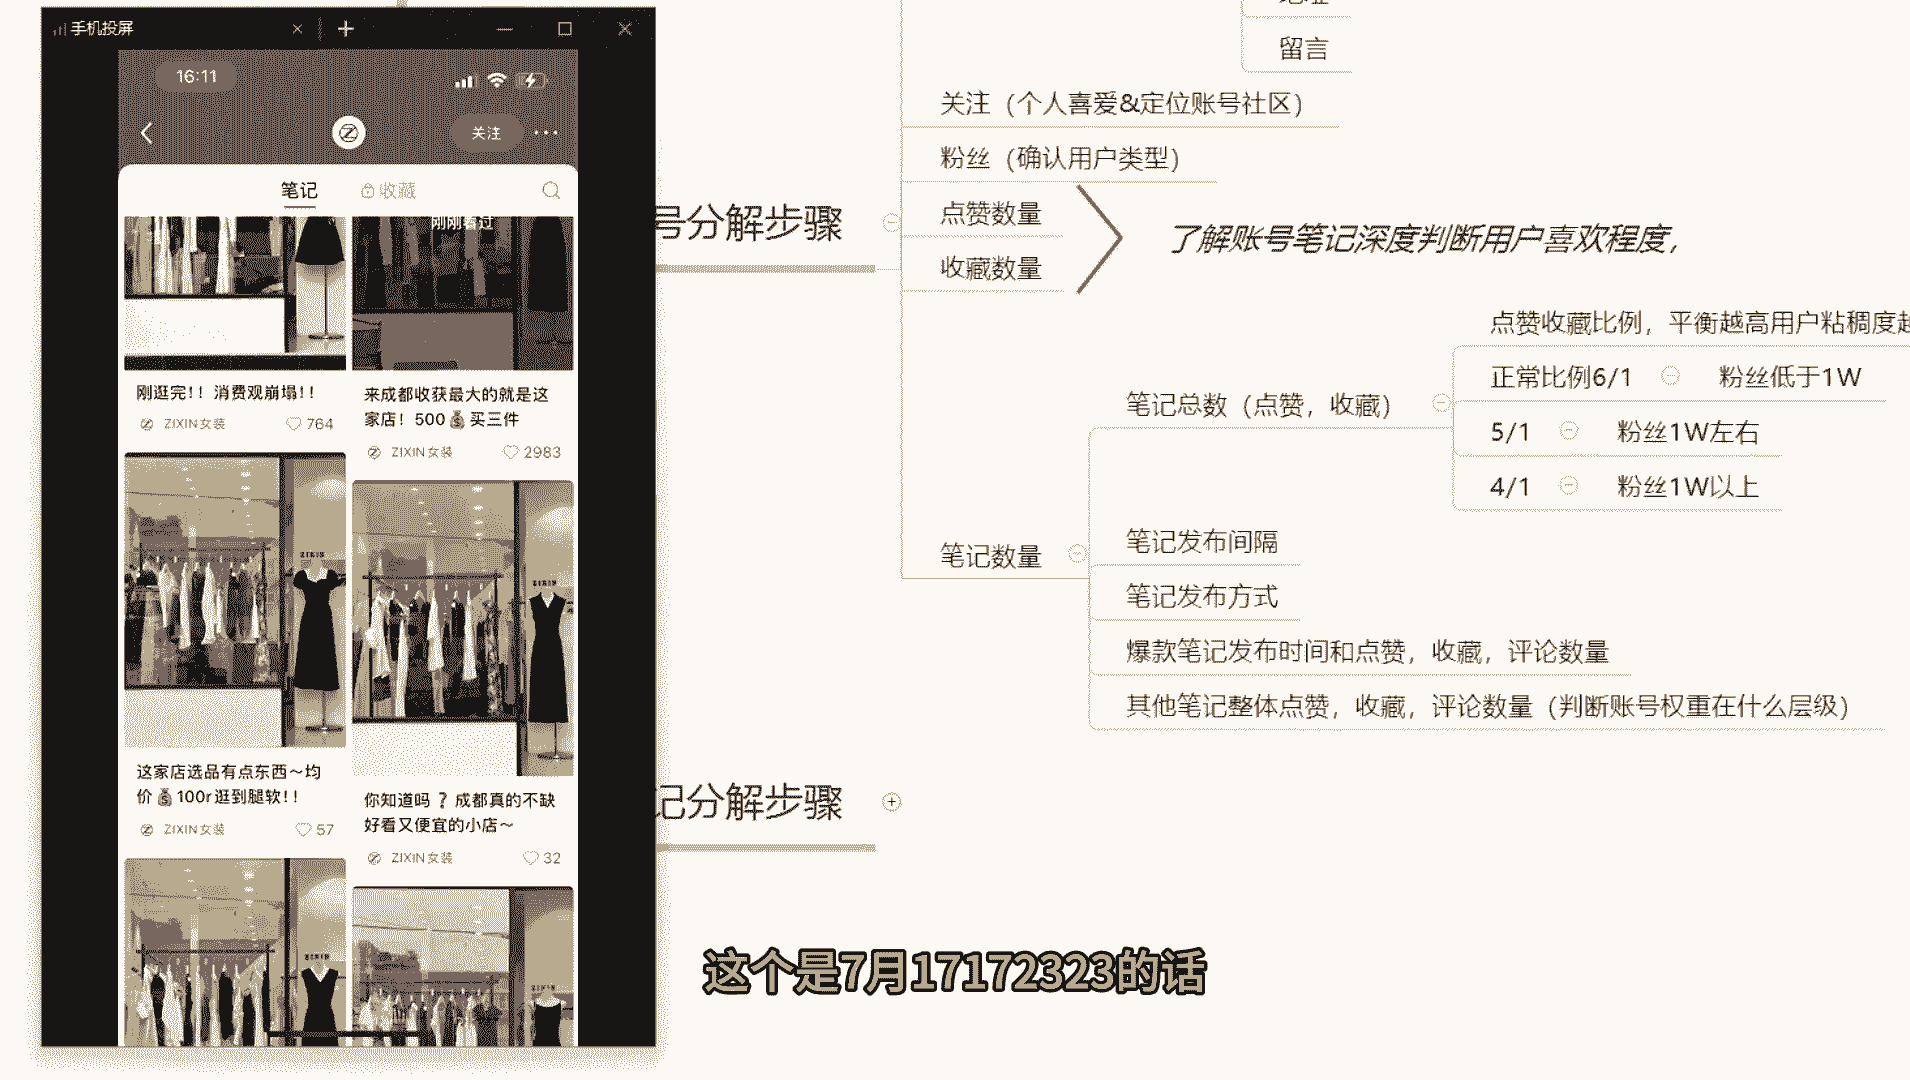 手机投屏
16:11
关注
笔记
收藏
刚刚看过
刚逛完!! 消费观崩塌!!
ZIXIN女装
764
来成都收获最大的就是这
家店! 500💰买三件
ZIXIN女装
2983
ZIXIN
ZIXIN
这家店选品有点东西~均
价💰100r逛到腿软!!
ZIXIN女装
57
你知道吗❓成都真的不缺
好看又便宜的小店~
ZIXIN女装
32
ZIXIN
ZIXIN
留言
关注（个人喜爱&定位账号社区）
粉丝（确认用户类型）
号分解步骤
点赞数量
收藏数量
了解账号笔记深度判断用户喜欢程度，
点赞收藏比例，平衡越高用户粘稠度越
笔记总数（点赞，收藏）
正常比例6/1
粉丝低于1W
5/1
粉丝1W左右
4/1
粉丝1W以上
笔记数量
笔记发布间隔
笔记发布方式
爆款笔记发布时间和点赞，收藏，评论数量
其他笔记整体点赞，收藏，评论数量（判断账号权重在什么层级）
记分解步骤
这个是7月17172323的话